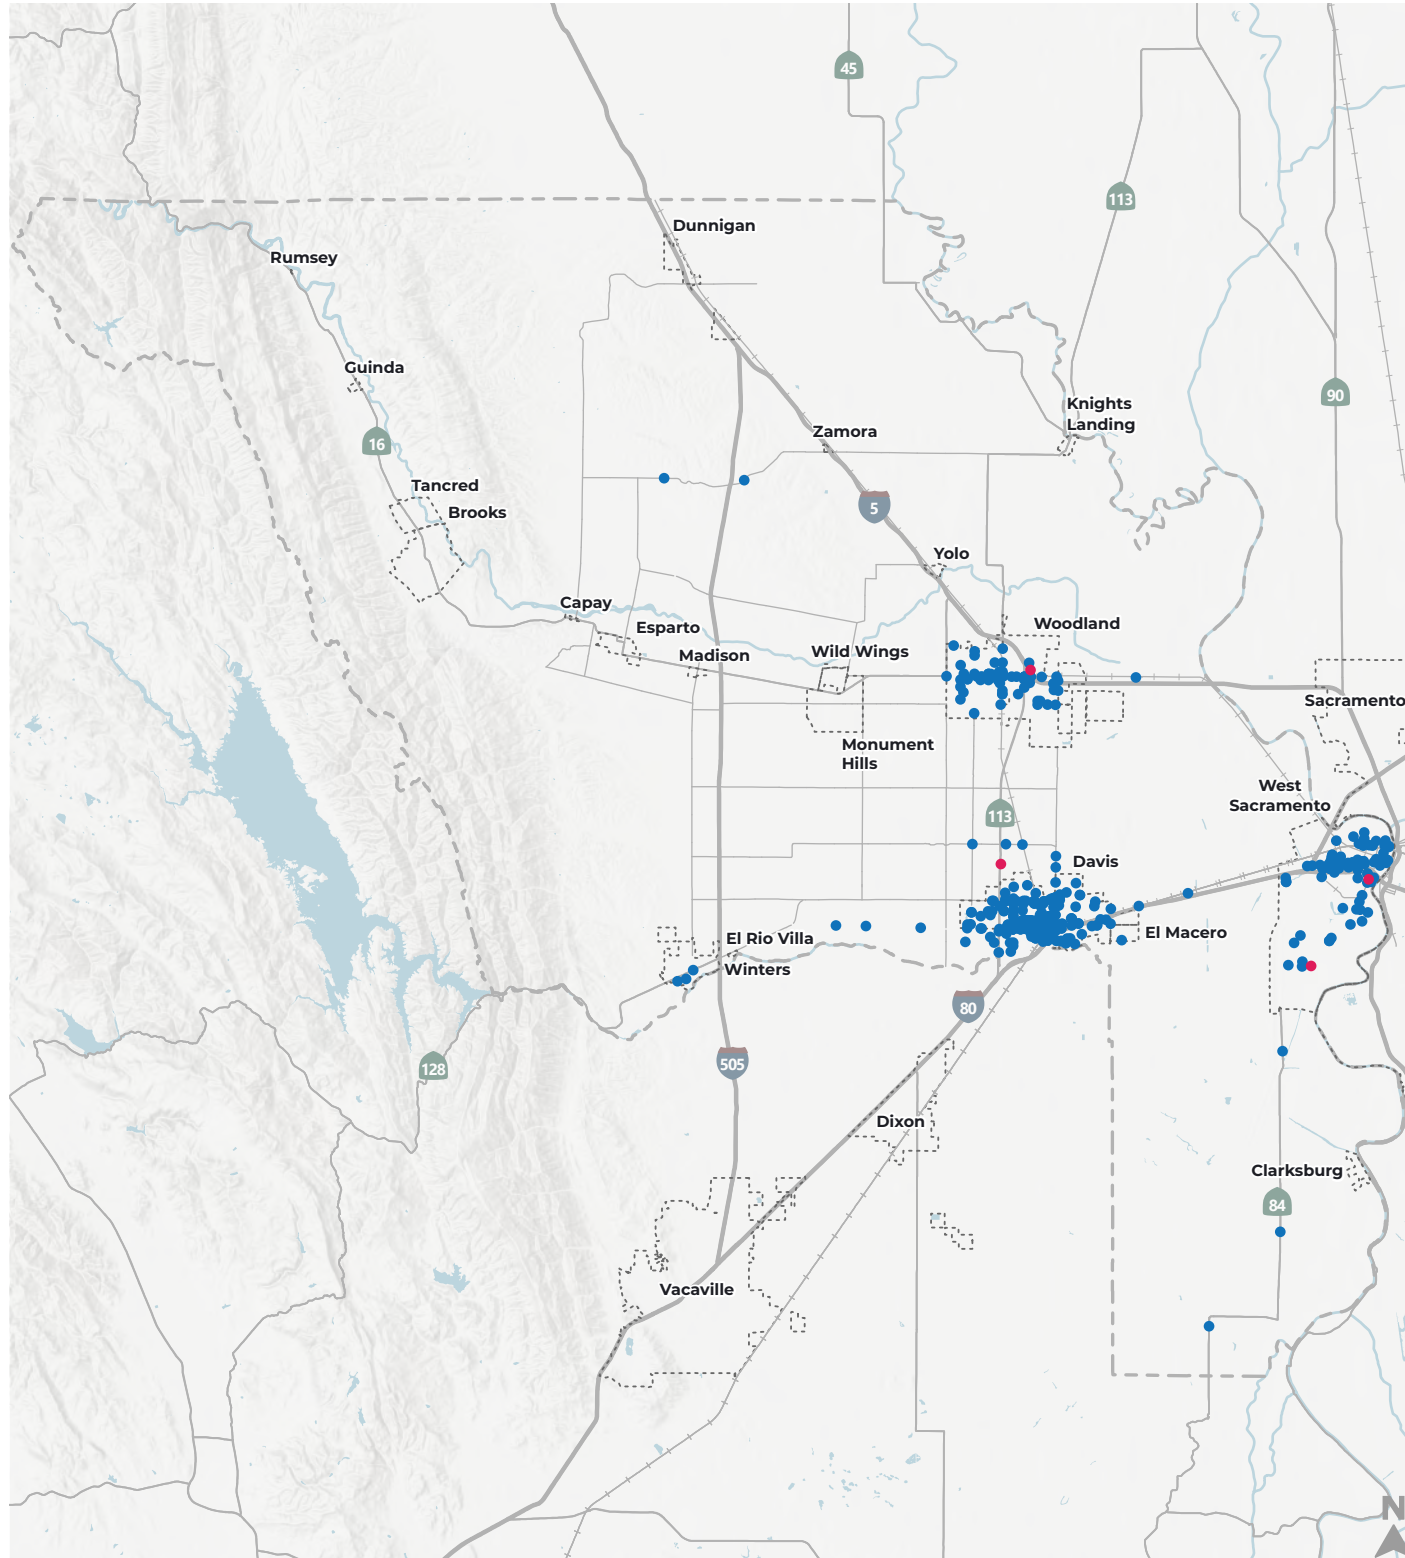 45
113
Dunnigan
Rumsey
Guinda
90
Knights
Landing
Zamora
16
Tancred
Brooks
5
Yolo
Capay
Esparto
Woodland
Madison
Wild Wings
Sacramento
Monument
Hills
West
Sacramento
113
Davis
El Rio Villa
El Macero
Winters
80
505
128
Dixon
Clarksburg
84
Vacaville
N